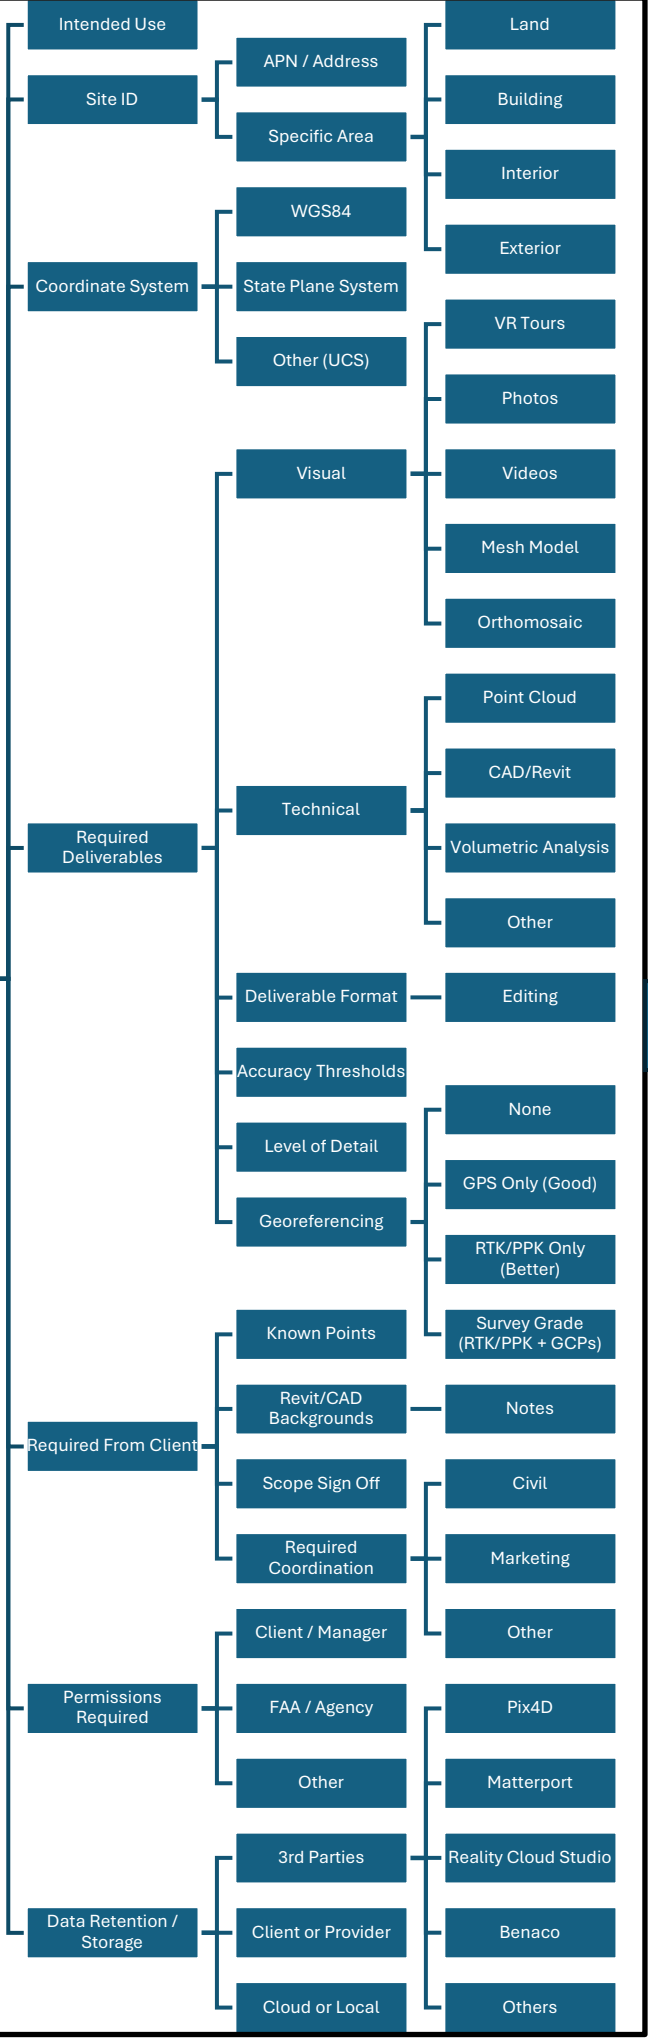 Intended Use
Site ID
APN / Address
Specific Area
Land
Building
Interior
Exterior
Coordinate System
WGS84
State Plane System
Other (UCS)
Required
Deliverables
Visual
VR Tours
Photos
Videos
Mesh Model
Orthomosaic
Technical
Point Cloud
CAD/Revit
Volumetric Analysis
Other
Deliverable Format
Editing
Accuracy Thresholds
Level of Detail
Georeferencing
None
GPS Only (Good)
RTK/PPK Only
(Better)
Survey Grade
(RTK/PPK + GCPs)
Required From Client
Known Points
Revit/CAD
Backgrounds
Notes
Scope Sign Off
Required
Coordination
Civil
Marketing
Other
Permissions
Required
Client / Manager
FAA / Agency
Other
Data Retention /
Storage
3rd Parties
Pix4D
Matterport
Reality Cloud Studio
Benaco
Others
Client or Provider
Cloud or Local